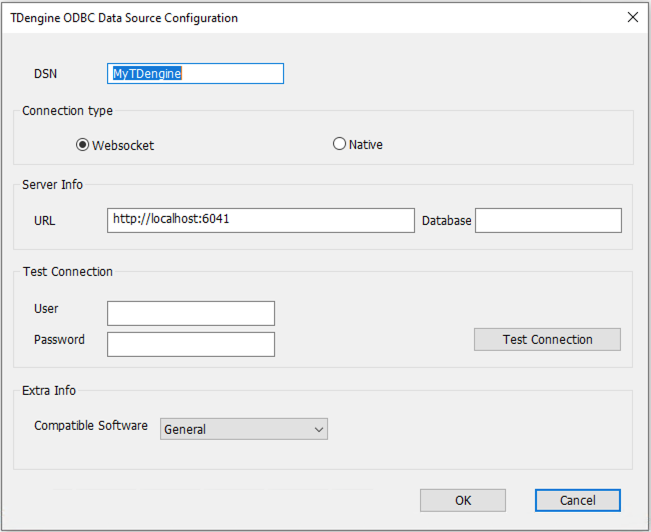 TDengine ODBC Data Source Configuration
DSN MyTDengine
Connection type
Websocket Native
Server Info
URL http://localhost:6041 Database
Test Connection
User
Password Test Connection
Extra Info
Compatible Software General
OK Cancel